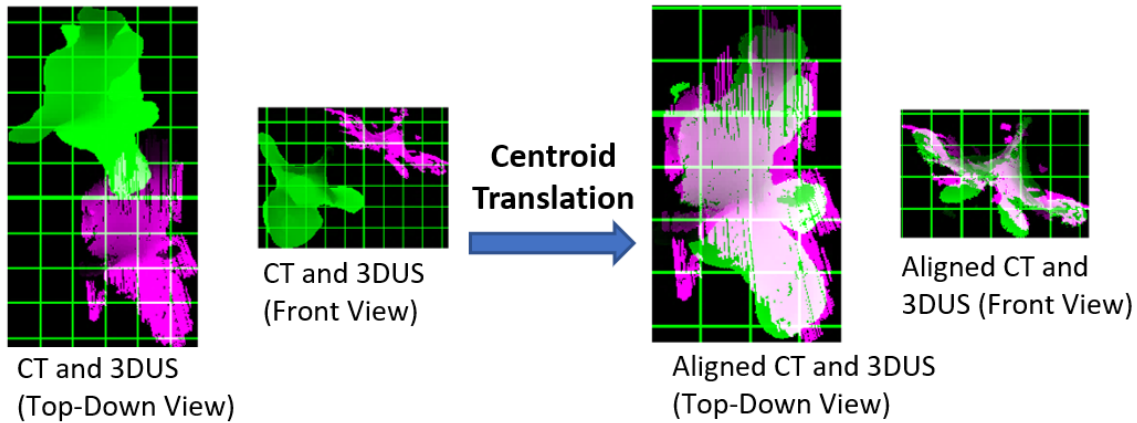 CT and 3DUS
(Top-Down View)
CT and 3DUS
(Front View)
Centroid
Translation
Aligned CT and 3DUS
(Top-Down View)
Aligned CT and
3DUS (Front View)